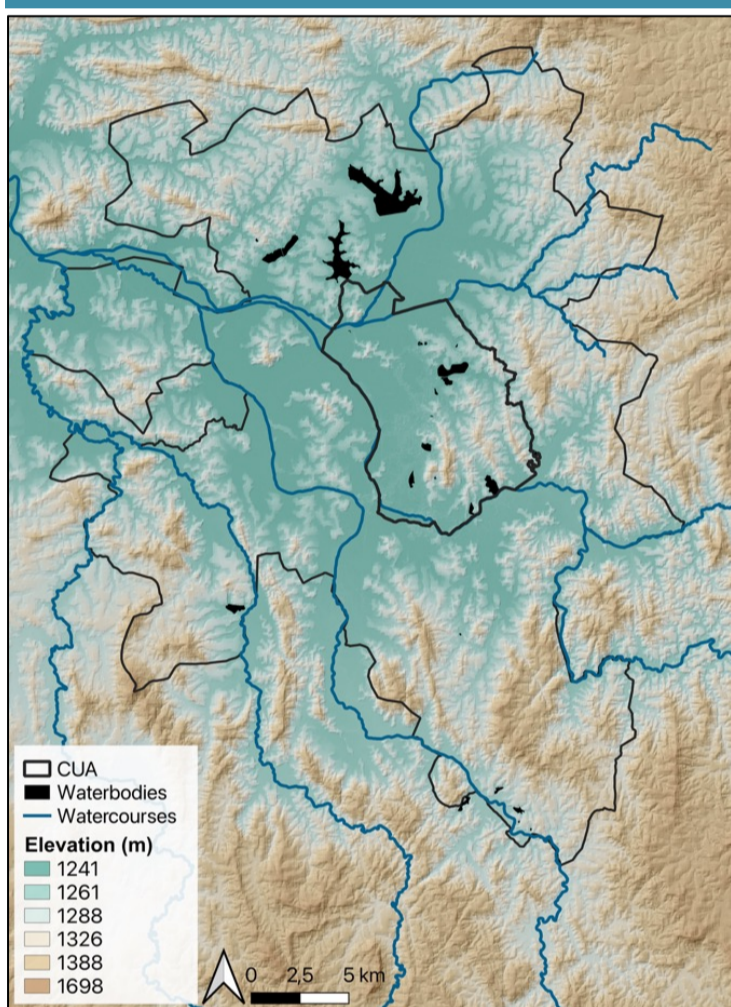 CUA
Waterbodies
Watercourses
Elevation (m)
1241
1261
1288
1326
1388
1698
0 2,5 5 km